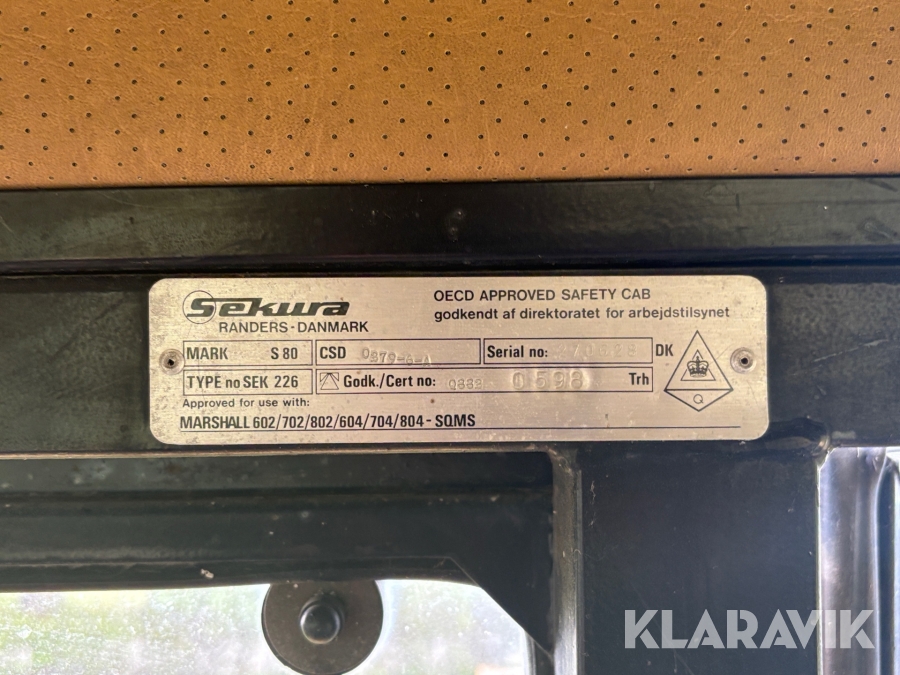 Sekura
RANDERS - DANMARK
OECD APPROVED SAFETY CAB
godkendt af direktoratet for arbejdstilsynet
MARK S 80
CSD 0879-6-A
Serial no:
DK
TYPE no SEK 226
Godk./Cert no: 0598 Trh
Q
Approved for use with:
MARSHALL 602/702/802/604/704/804 - SQMS
KLARAVIK